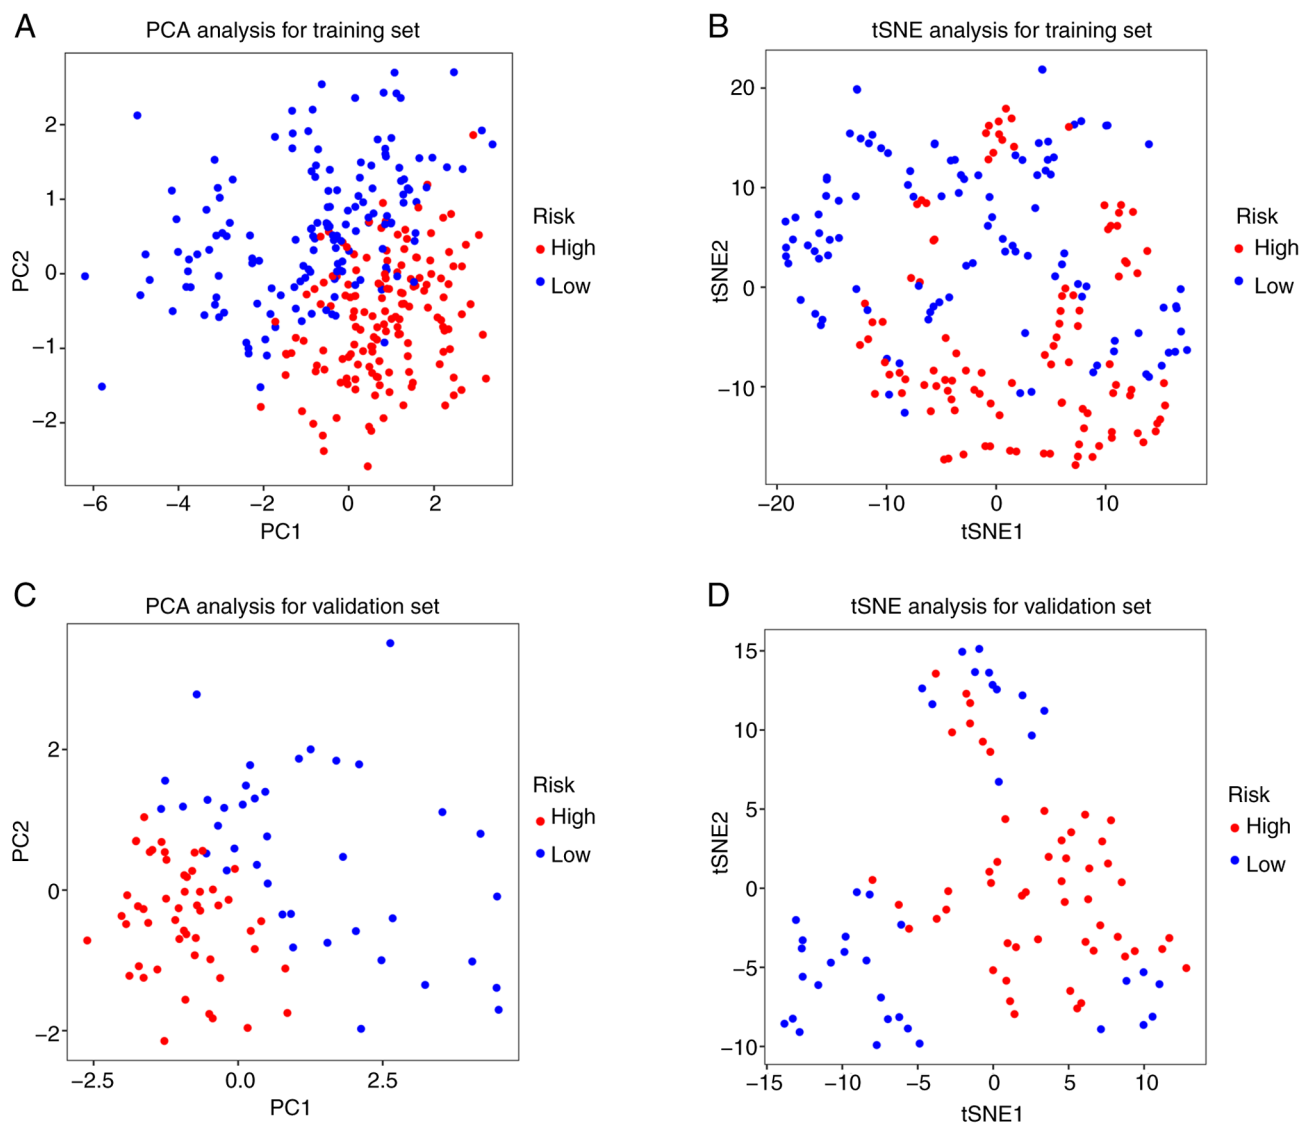 A
PCA analysis for training set
PC2
2
1
0
−1
−2
−6
−4
−2
0
2
PC1
Risk
High
Low
B
tSNE analysis for training set
tSNE2
20
10
0
−10
−20
−10
0
10
tSNE1
Risk
High
Low
C
PCA analysis for validation set
PC2
2
0
−2
−2.5
0.0
2.5
PC1
Risk
High
Low
D
tSNE analysis for validation set
tSNE2
15
10
5
0
−5
−10
−15
−10
−5
0
5
10
tSNE1
Risk
High
Low